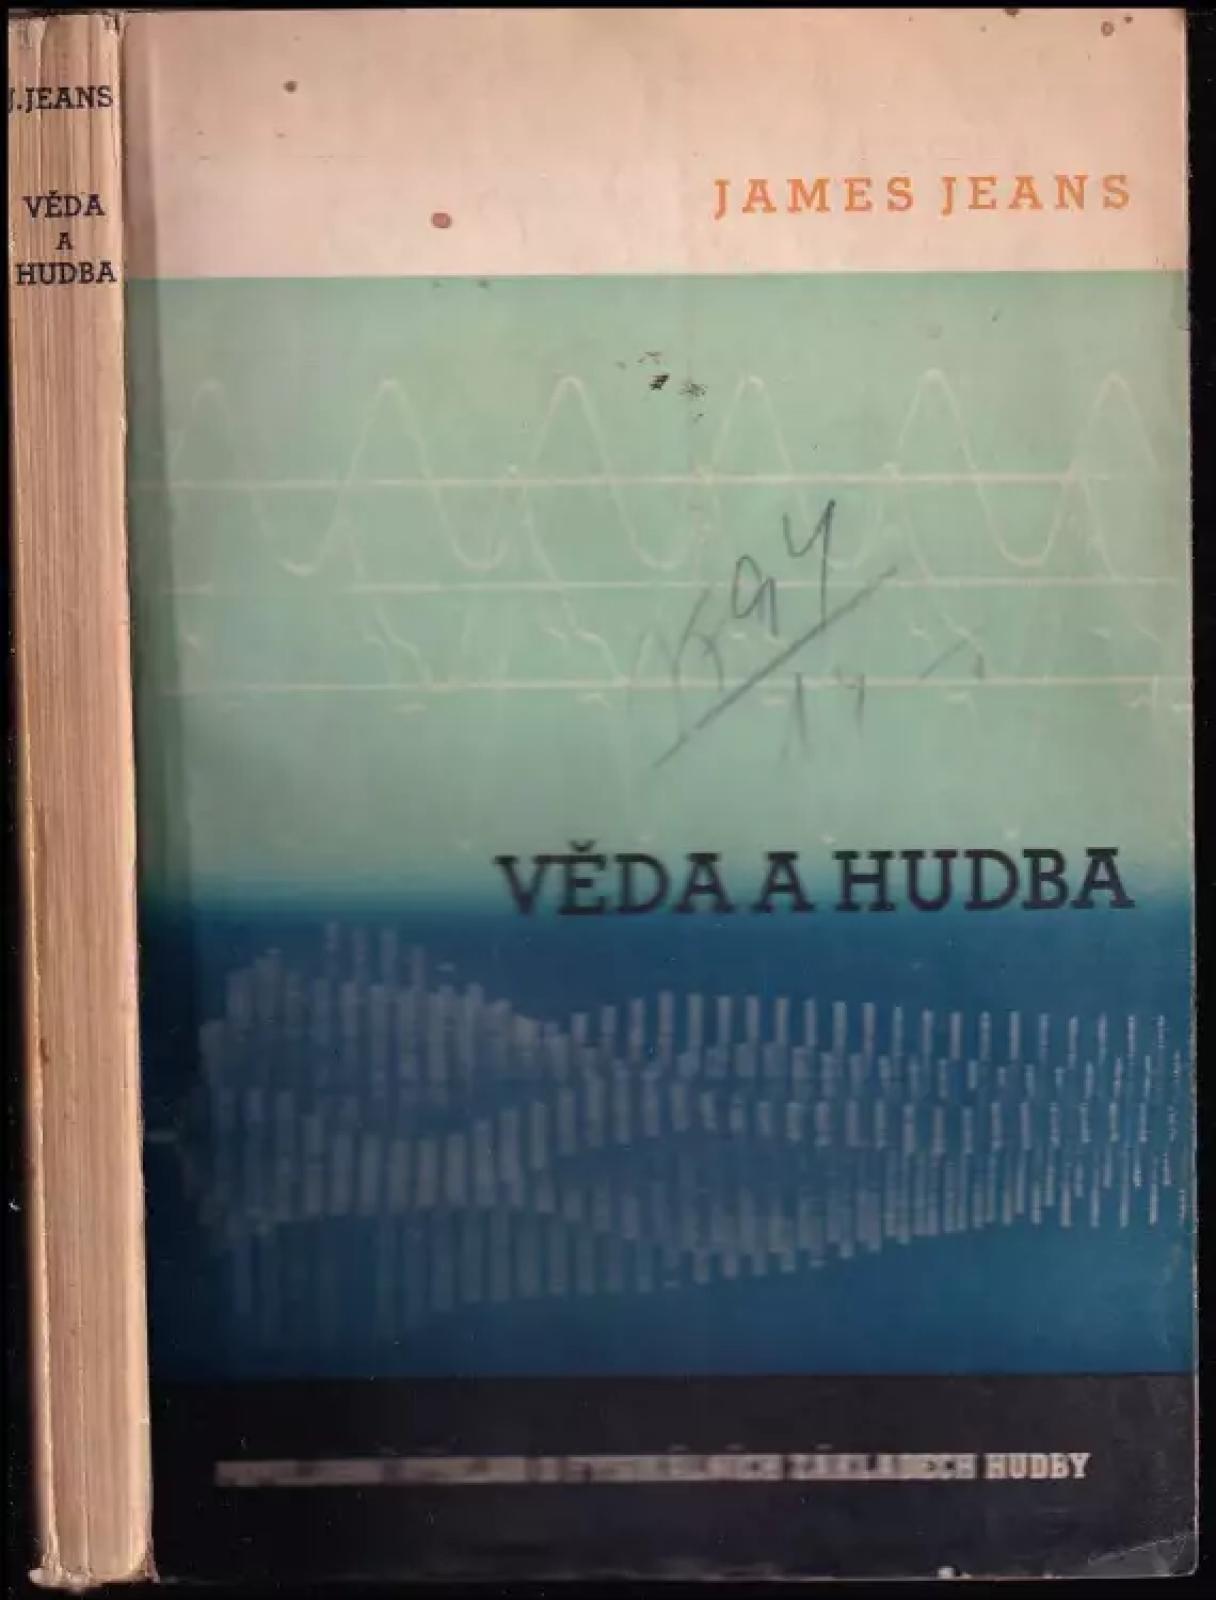 J. JEANS
VĚDA
A
HUDBA
JAMES JEANS
VĚDA A HUDBA
ZÁKLADECH HUDBY